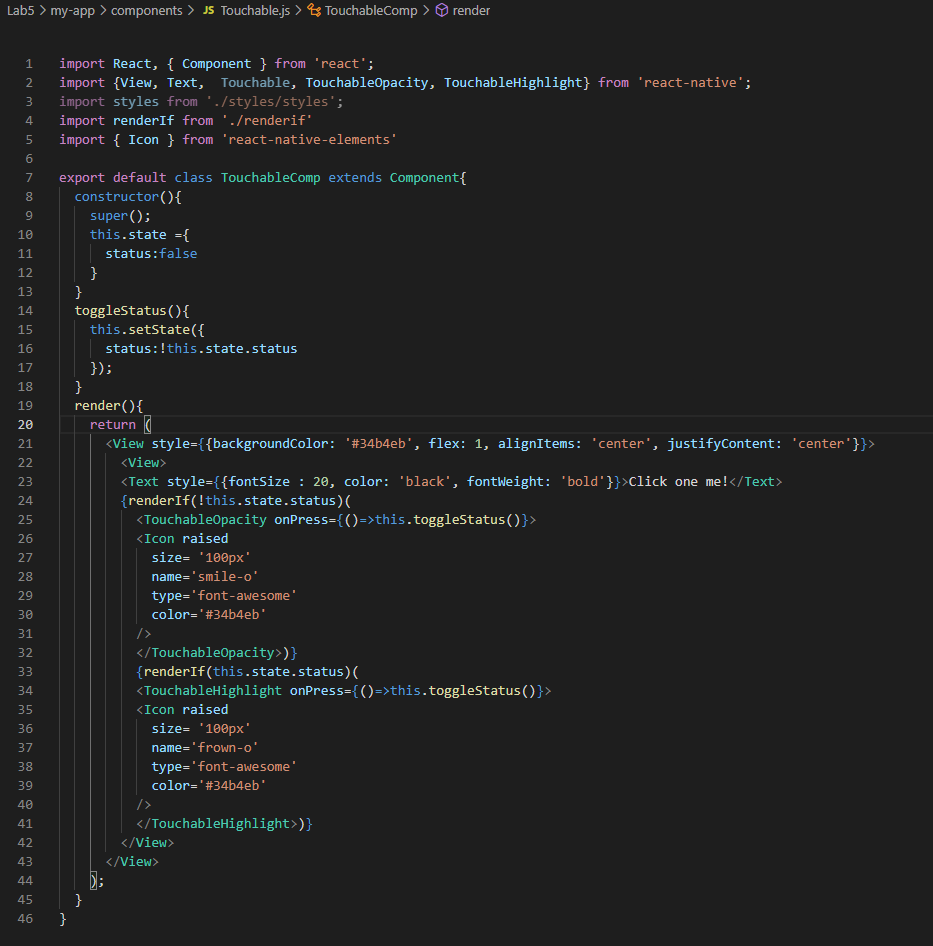 Lab5 > my-app > components > JS Touchable.js > TouchableComp > render
1 import React, { Component } from 'react';
2 import {View, Text,  Touchable, TouchableOpacity, TouchableHighlight} from 'react-native';
3 import styles from './styles/styles';
4 import renderIf from './renderif'
5 import { Icon } from 'react-native-elements'
6
7 export default class TouchableComp extends Component{
8   constructor(){
9     super();
10     this.state ={
11       status:false
12     }
13   }
14   toggleStatus(){
15     this.setState({
16       status:!this.state.status
17     });
18   }
19   render(){
20     return (
21       <View style={{backgroundColor: '#34b4eb', flex: 1, alignItems: 'center', justifyContent: 'center'}}>
22         <View>
23         <Text style={{fontSize : 20, color: 'black', fontWeight: 'bold'}}>Click one me!</Text>
24         {renderIf(!this.state.status)(
25           <TouchableOpacity onPress={()=>this.toggleStatus()}>
26           <Icon raised
27             size= '100px'
28             name='smile-o'
29             type='font-awesome'
30             color='#34b4eb'
31           />
32           </TouchableOpacity>)}
33           {renderIf(this.state.status)(
34           <TouchableHighlight onPress={()=>this.toggleStatus()}>
35           <Icon raised
36             size= '100px'
37             name='frown-o'
38             type='font-awesome'
39             color='#34b4eb'
40           />
41           </TouchableHighlight>)}
42         </View>
43       </View>
44     );
45   }
46 }